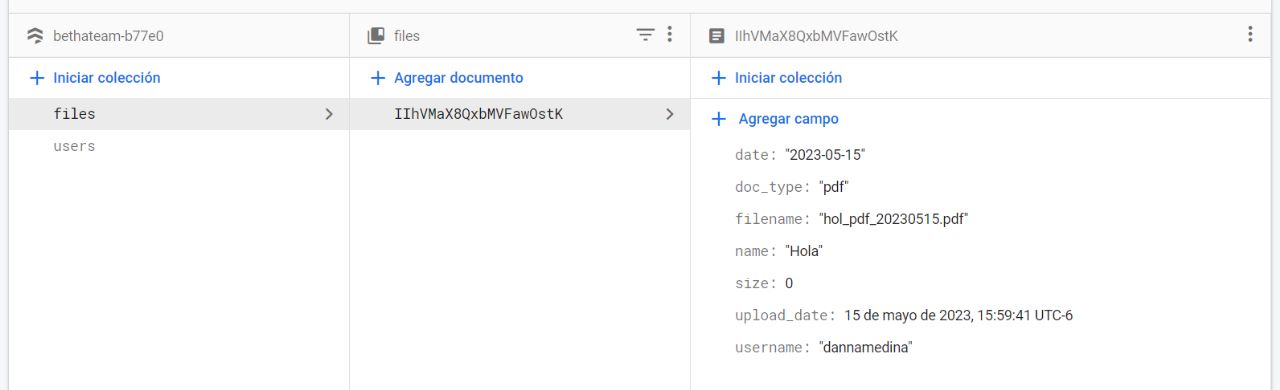 bethateam-b77e0
Iniciar colección
files
users
files
Agregar documento
IIhVMaX8QxbMVFawOstK
IIhVMaX8QxbMVFawOstK
Iniciar colección
Agregar campo
date: "2023-05-15"
doc_type: "pdf"
filename: "hol_pdf_20230515.pdf"
name: "Hola"
size: 0
upload_date: 15 de mayo de 2023, 15:59:41 UTC-6
username: "dannamedina"